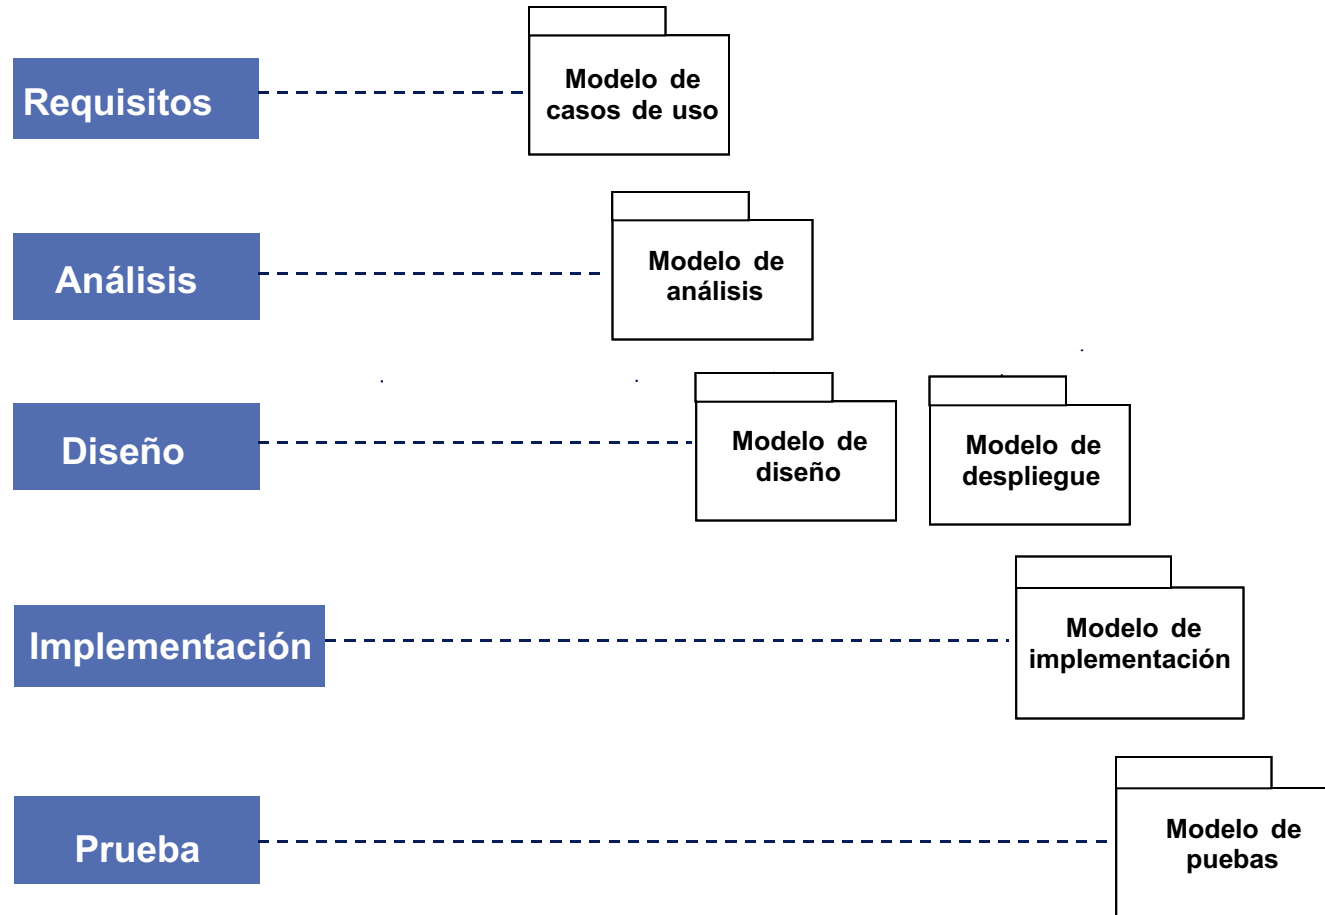 Requisitos
Modelo de
casos de uso
Análisis
Modelo de
análisis
Diseño
Modelo de
diseño
Modelo de
despliegue
Implementación
Modelo de
implementación
Prueba
Modelo de
puebas